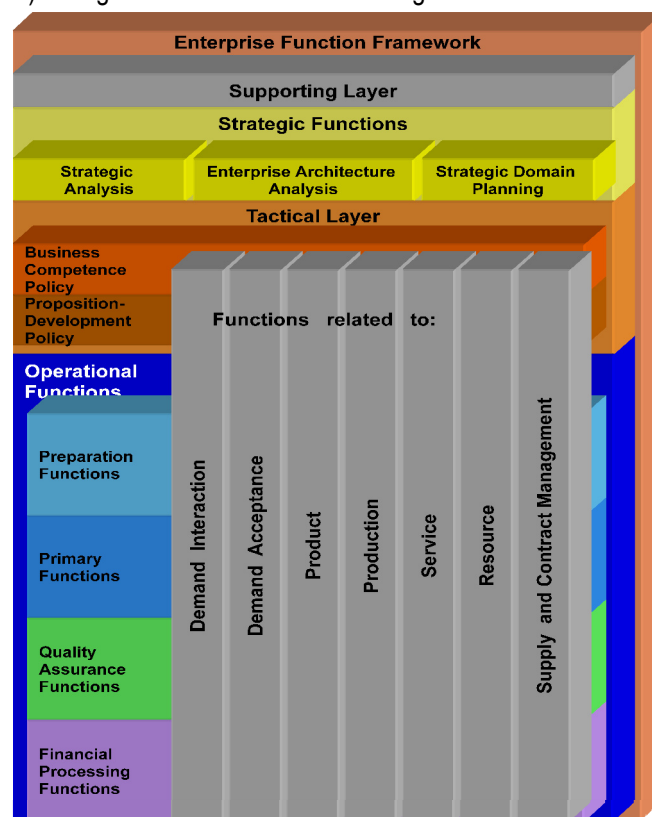 Enterprise Function Framework
Supporting Layer
Strategic Functions
Strategic
Analysis
Enterprise Architecture
Analysis
Strategic Domain
Planning
Tactical Layer
Business
Competence
Policy
Proposition-
Development
Policy
Functions related to:
Operational
Functions
Preparation
Functions
Primary
Functions
Quality
Assurance
Functions
Financial
Processing
Functions
Demand Interaction
Demand Acceptance
Product
Production
Service
Resource
Supply and Contract Management